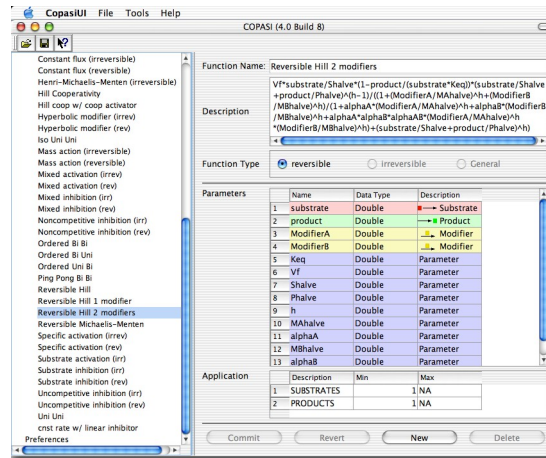 CopasiUI File Tools Help
COPASI (4.0 Build 8)
Constant flux (irreversible)
Constant flux (reversible)
Henri-Michaelis-Menten (irreversible)
Hill Cooperativity
Hill coop w/ coop activator
Hyperbolic modifier (irrev)
Hyperbolic modifier (rev)
Iso Uni Uni
Mass action (irreversible)
Mass action (reversible)
Mixed activation (irrev)
Mixed activation (rev)
Mixed inhibition (irr)
Mixed inhibition (rev)
Noncompetitive inhibition (irr)
Noncompetitive inhibition (rev)
Ordered Bi Bi
Ordered Bi Uni
Ordered Uni Bi
Ping Pong Bi Bi
Reversible Hill
Reversible Hill 1 modifier
Reversible Hill 2 modifiers
Reversible Michaelis-Menten
Specific activation (irrev)
Specific activation (rev)
Substrate activation (irr)
Substrate inhibition (irr)
Substrate inhibition (rev)
Uncompetitive inhibition (irr)
Uncompetitive inhibition (rev)
Uni Uni
cnst rate w/ linear inhibitor
Preferences
Function Name: Reversible Hill 2 modifiers
Description
Vf*substrate/Shalve*(1-product/(substrate*Keq))*(substrate/Shalve
+product/Phalve)^(h-1)/((1+(ModifierA/MAhalve)^h+(ModifierB
/MBhalve)^h)/(1+alphaA*(ModifierA/MAhalve)^h+alphaB*(ModifierB
/MBhalve)^h+alphaA*alphaB*alphaAB*(ModifierA/MAhalve)^h
*(ModifierB/MBhalve)^h)+(substrate/Shalve+product/Phalve)^h)
Function Type reversible Irreversible General
Parameters
Name Data Type Description
1 substrate Double Substrate
2 product Double Product
3 ModifierA Double Modifier
4 ModifierB Double Modifier
5 Keq Double Parameter
6 Vf Double Parameter
7 Shalve Double Parameter
8 Phalve Double Parameter
9 h Double Parameter
10 MAhalve Double Parameter
11 alphaA Double Parameter
12 MBhalve Double Parameter
13 alphaB Double Parameter
Application
Description Min Max
1 SUBSTRATES 1 NA
2 PRODUCTS 1 NA
Commit Revert New Delete